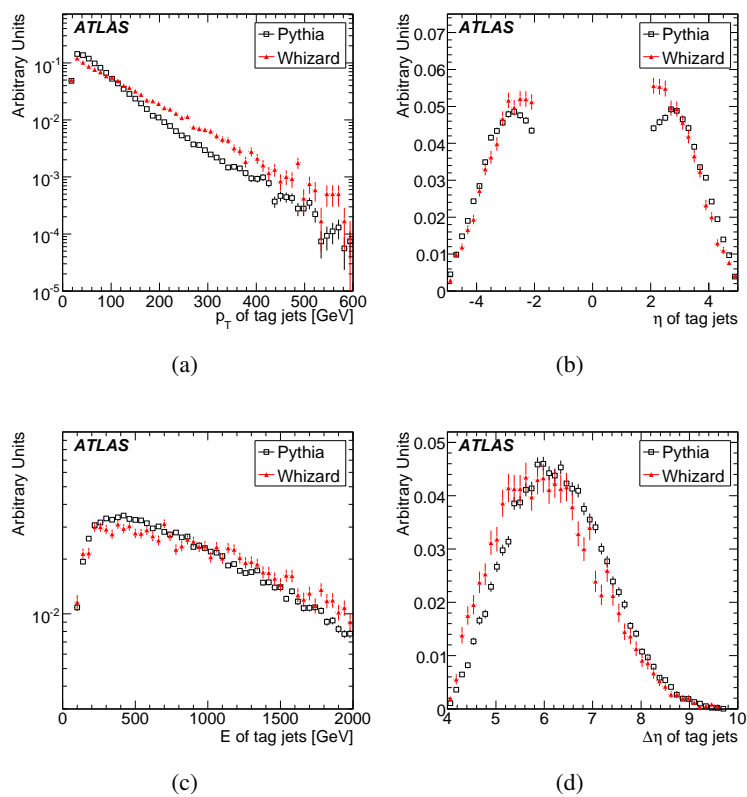 ATLAS
Pythia
Whizard
Arbitrary Units
10⁻¹
10⁻²
10⁻³
10⁻⁴
10⁻⁵
0 100 200 300 400 500 600
p_T of tag jets [GeV]
(a)
ATLAS
Pythia
Whizard
Arbitrary Units
0.07
0.06
0.05
0.04
0.03
0.02
0.01
0
-4 -2 0 2 4
η of tag jets
(b)
ATLAS
Pythia
Whizard
Arbitrary Units
10⁻²
0 500 1000 1500 2000
E of tag jets [GeV]
(c)
ATLAS
Pythia
Whizard
Arbitrary Units
0.05
0.04
0.03
0.02
0.01
0
4 5 6 7 8 9 10
Δη of tag jets
(d)